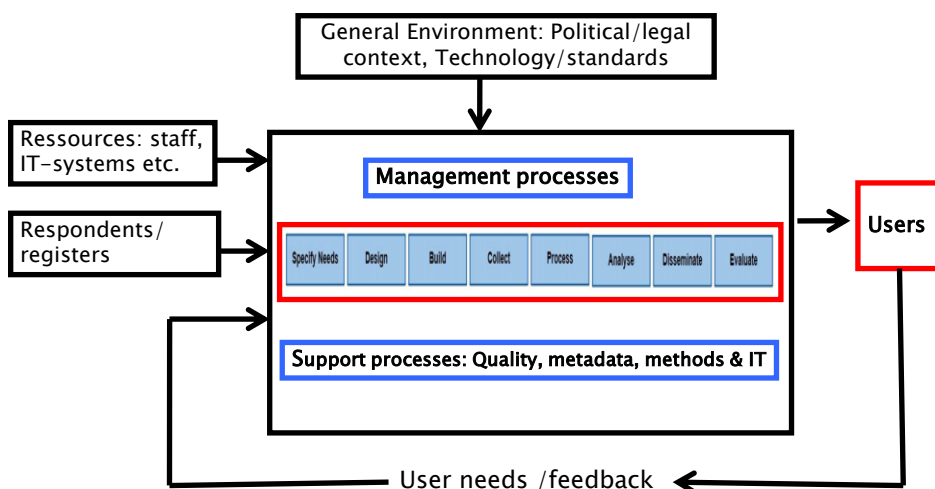 General Environment: Political/legal
context, Technology/standards
Ressources: staff,
IT-systems etc.
Management processes
Respondents/
registers
Users
Specify Needs
Design
Build
Collect
Process
Analyse
Disseminate
Evaluate
Support processes: Quality, metadata, methods & IT
User needs /feedback